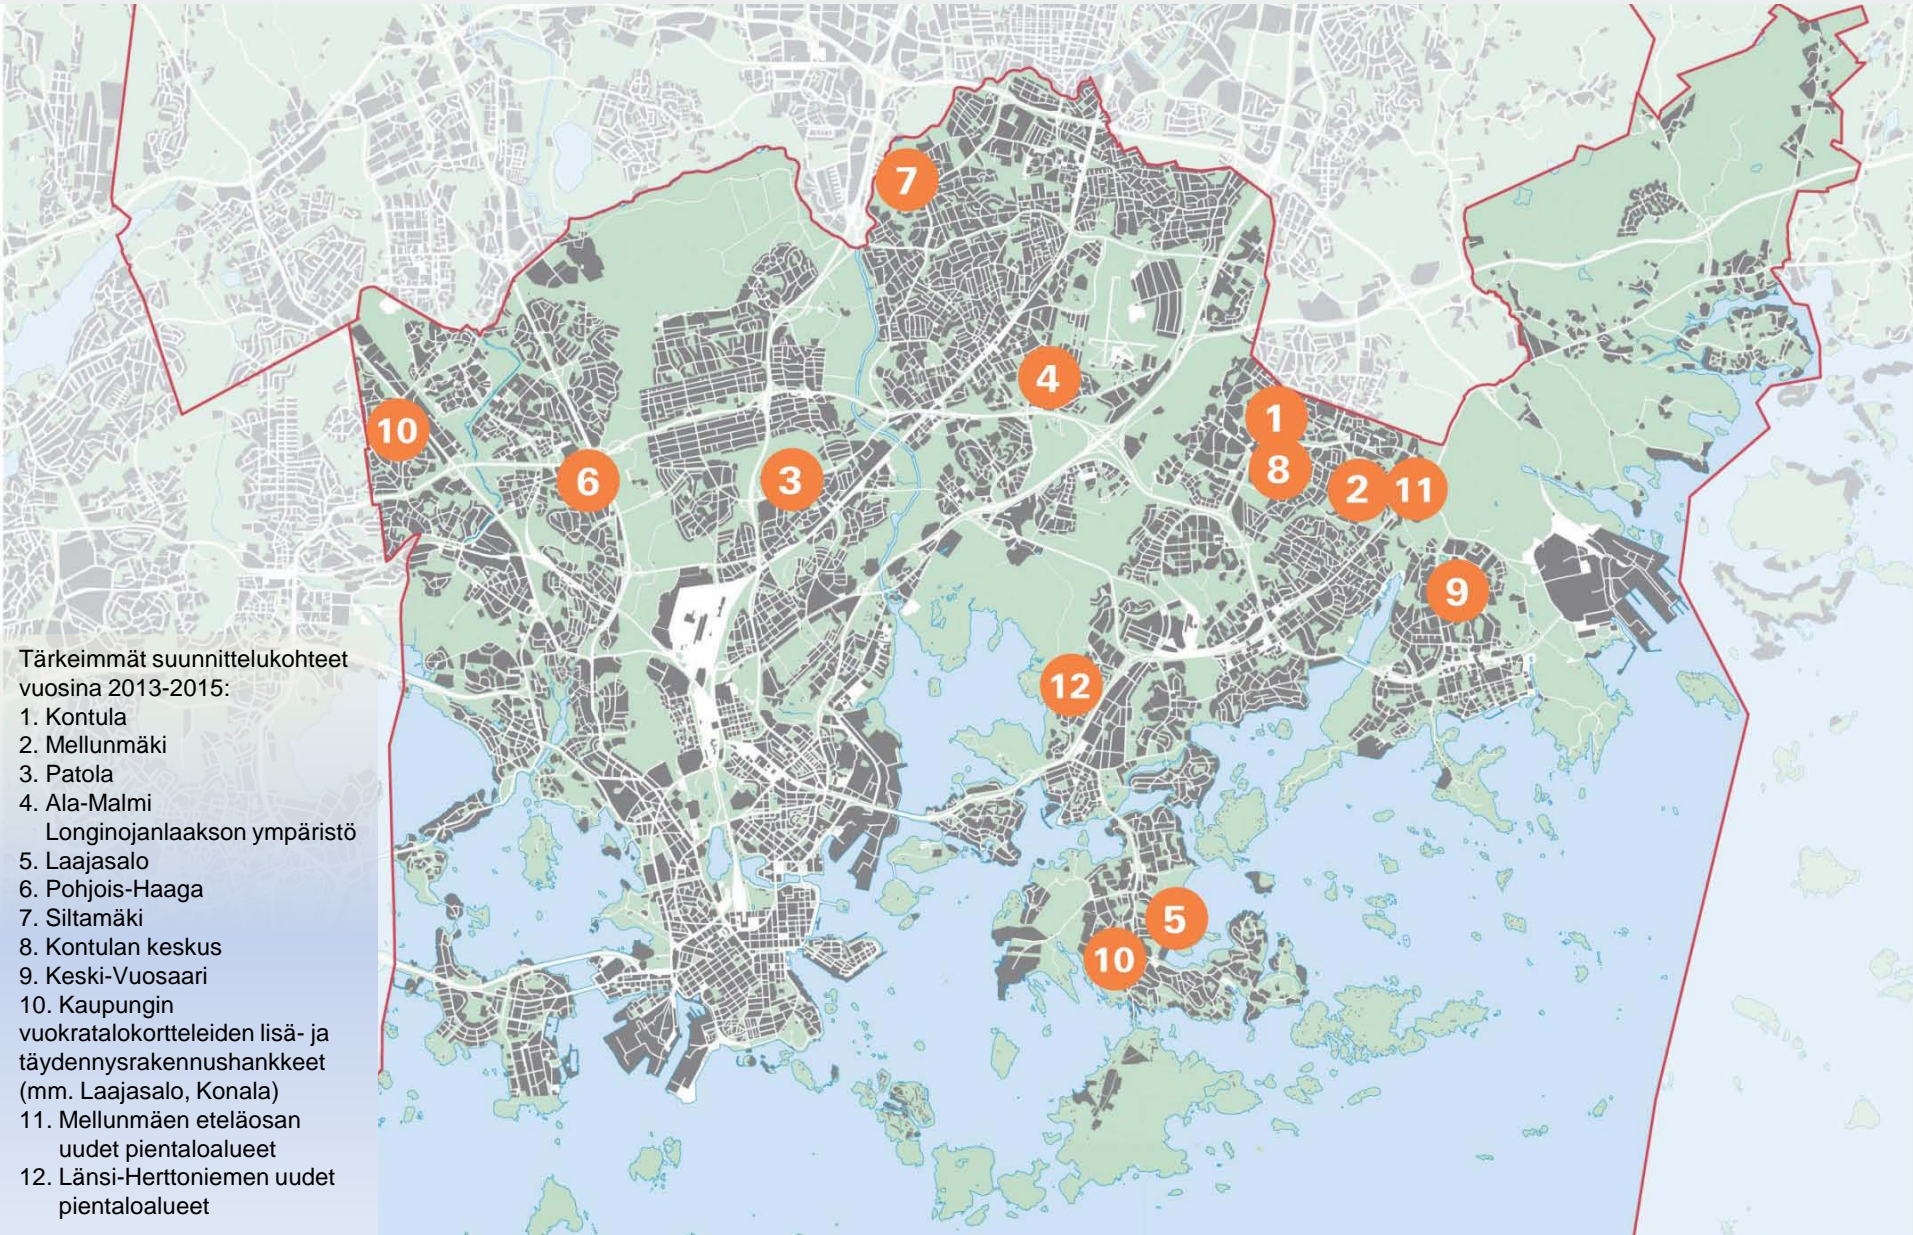 7
4
10
1
6
3
8
2
11
9
12
5
10
Tärkeimmät suunnittelukohteet
vuosina 2013-2015:
1. Kontula
2. Mellunmäki
3. Patola
4. Ala-Malmi
Longinojanlaakson ympäristö
5. Laajasalo
6. Pohjois-Haaga
7. Siltamäki
8. Kontulan keskus
9. Keski-Vuosaari
10. Kaupungin
vuokratalokortteleiden lisä- ja
täydennysrakennushankkeet
(mm. Laajasalo, Konala)
11. Mellunmäen eteläosan
uudet pientaloalueet
12. Länsi-Herttoniemen uudet
pientaloalueet